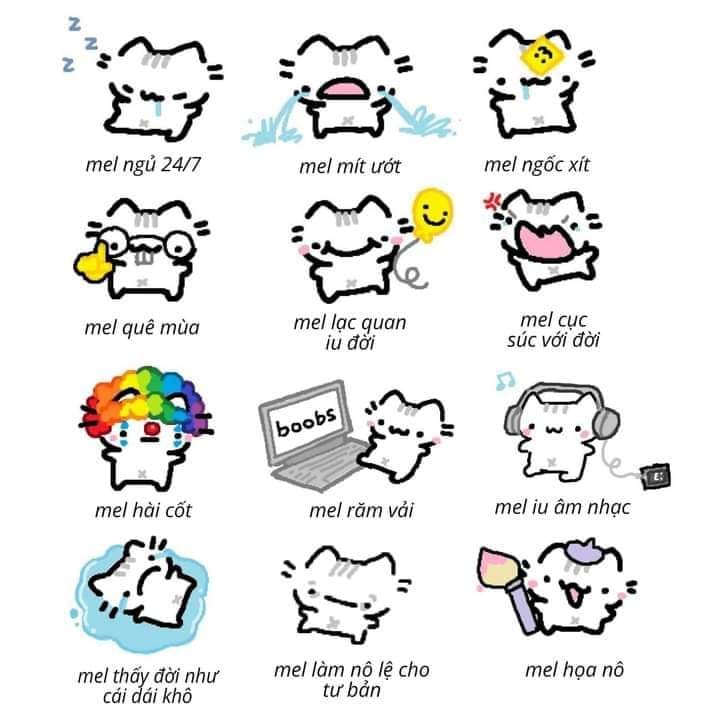 z
z
z
mel ngủ 24/7
mel mít ướt
mel ngốc xít
mel quê mùa
mel lạc quan
iu đời
mel cục
súc với đời
mel hài cốt
boobs
mel răm vải
mel iu âm nhạc
mel thấy đời như
cái dái khô
mel làm nô lệ cho
tư bản
mel họa nô